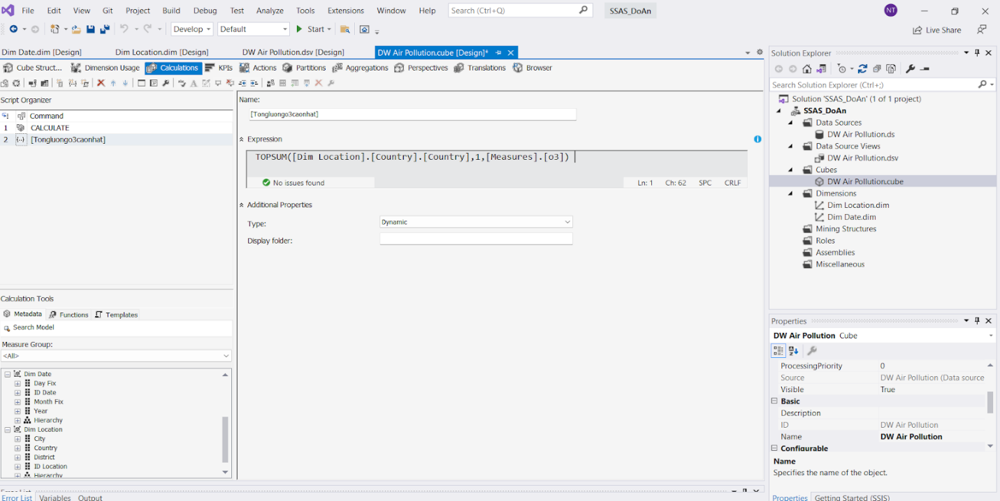 File Edit View Git Project Build Debug Test Analyze Tools Extensions Window Help Search (Ctrl+Q) SSAS_DoAn NT
Develop Default Start Live Share
Dim Date.dim [Design] Dim Location.dim [Design] DW Air Pollution.dsv [Design] DW Air Pollution.cube [Design]*
Cube Struct... Dimension Usage Calculations KPIs Actions Partitions Aggregations Perspectives Translations Browser
Script Organizer
Command
1 CALCULATE
2 [Tongluongo3caonhat]
Name:
[Tongluongo3caonhat]
Expression
TOPSUM([Dim Location].[Country].[Country],1,[Measures].[o3])
No issues found Ln: 1 Ch: 62 SPC CRLF
Additional Properties
Type: Dynamic
Display folder:
Calculation Tools
Metadata Functions Templates
Search Model
Measure Group:
<All>
Dim Date
Day Fix
ID Date
Month Fix
Year
Hierarchy
Dim Location
City
Country
District
ID Location
Hierarchy
Solution Explorer
Search Solution Explorer (Ctrl+;)
Solution 'SSAS_DoAn' (1 of 1 project)
SSAS_DoAn
Data Sources
DW Air Pollution.ds
Data Source Views
DW Air Pollution.dsv
Cubes
DW Air Pollution.cube
Dimensions
Dim Location.dim
Dim Date.dim
Mining Structures
Roles
Assemblies
Miscellaneous
Properties
DW Air Pollution Cube
ProcessingPriority 0
Source DW Air Pollution (Data source
Visible True
Basic
Description
ID DW Air Pollution
Name DW Air Pollution
Configurable
Name
Specifies the name of the object.
Error List
Error List Variables Output
Properties Getting Started (SSIS)